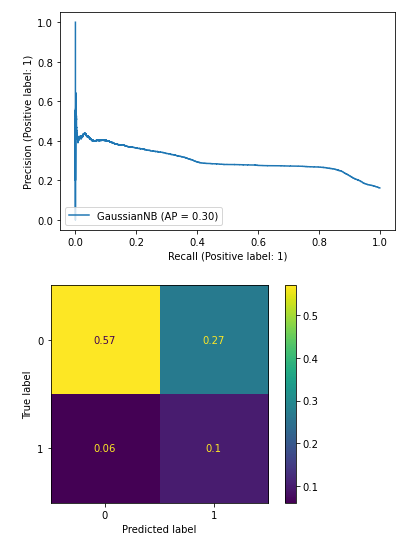 1.0
0.8
0.6
0.4
0.2
0.0
Precision (Positive label: 1)
GaussianNB (AP = 0.30)
0.0 0.2 0.4 0.6 0.8 1.0
Recall (Positive label: 1)
0 0.57 0.27
1 0.06 0.1
True label
0 1
Predicted label
0.5
0.4
0.3
0.2
0.1